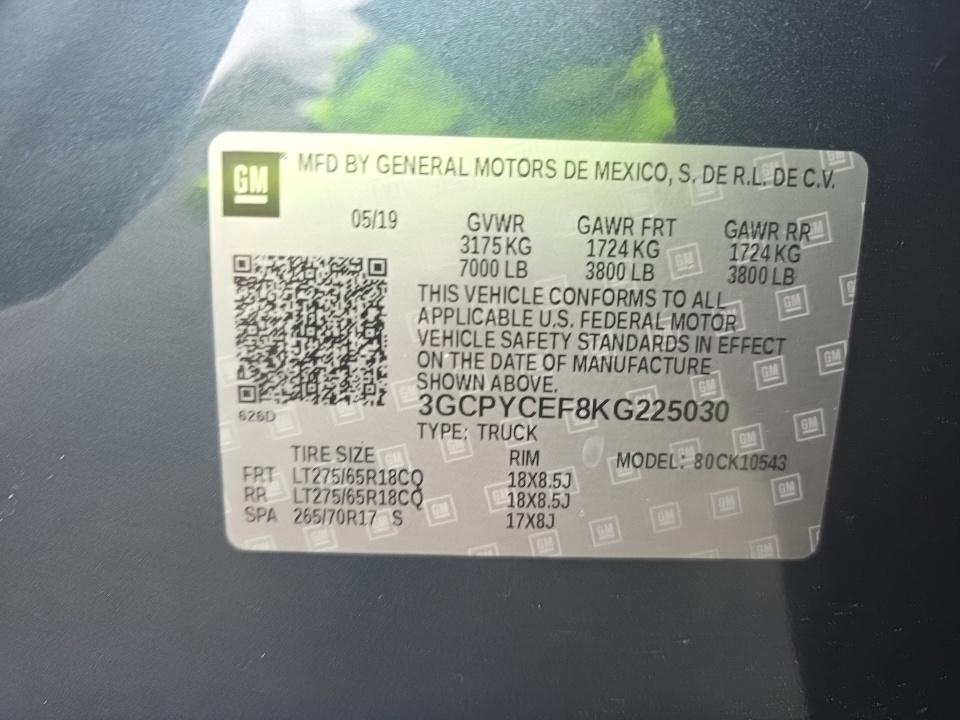 GM MFD BY GENERAL MOTORS DE MEXICO, S. DE R.L. DE C.V.
05/19 GVWR GAWR FRT GAWR RR
3175 KG 1724 KG 1724 KG
7000 LB 3800 LB 3800 LB
THIS VEHICLE CONFORMS TO ALL
APPLICABLE U.S. FEDERAL MOTOR
VEHICLE SAFETY STANDARDS IN EFFECT
ON THE DATE OF MANUFACTURE
SHOWN ABOVE.
626D 3GCPYCEF8KG225030
TYPE: TRUCK
TIRE SIZE RIM MODEL: 80CK10543
FRT LT275/65R18CQ 18X8.5J
RR LT275/65R18CQ 18X8.5J
SPA 265/70R17 S 17X8J